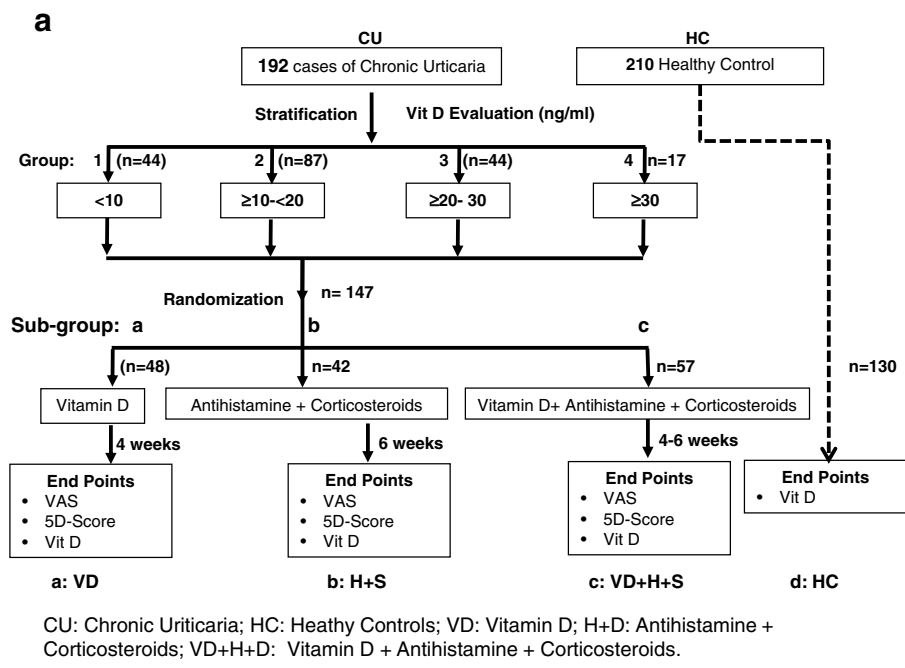 a
CU HC
192 cases of Chronic Urticaria 210 Healthy Control
Stratification Vit D Evaluation (ng/ml)
Group: 1 (n=44) 2 (n=87) 3 (n=44) 4 n=17
<10 ≥10-<20 ≥20- 30 ≥30
Randomization n= 147
Sub-group: a b c
(n=48) n=42 n=57 n=130
Vitamin D Antihistamine + Corticosteroids Vitamin D+ Antihistamine + Corticosteroids
4 weeks 6 weeks 4-6 weeks
End Points End Points End Points End Points
• VAS • VAS • VAS • Vit D
• 5D-Score • 5D-Score • 5D-Score
• Vit D • Vit D • Vit D
a: VD b: H+S c: VD+H+S d: HC
CU: Chronic Uriticaria; HC: Heathy Controls; VD: Vitamin D; H+D: Antihistamine +
Corticosteroids; VD+H+D: Vitamin D + Antihistamine + Corticosteroids.